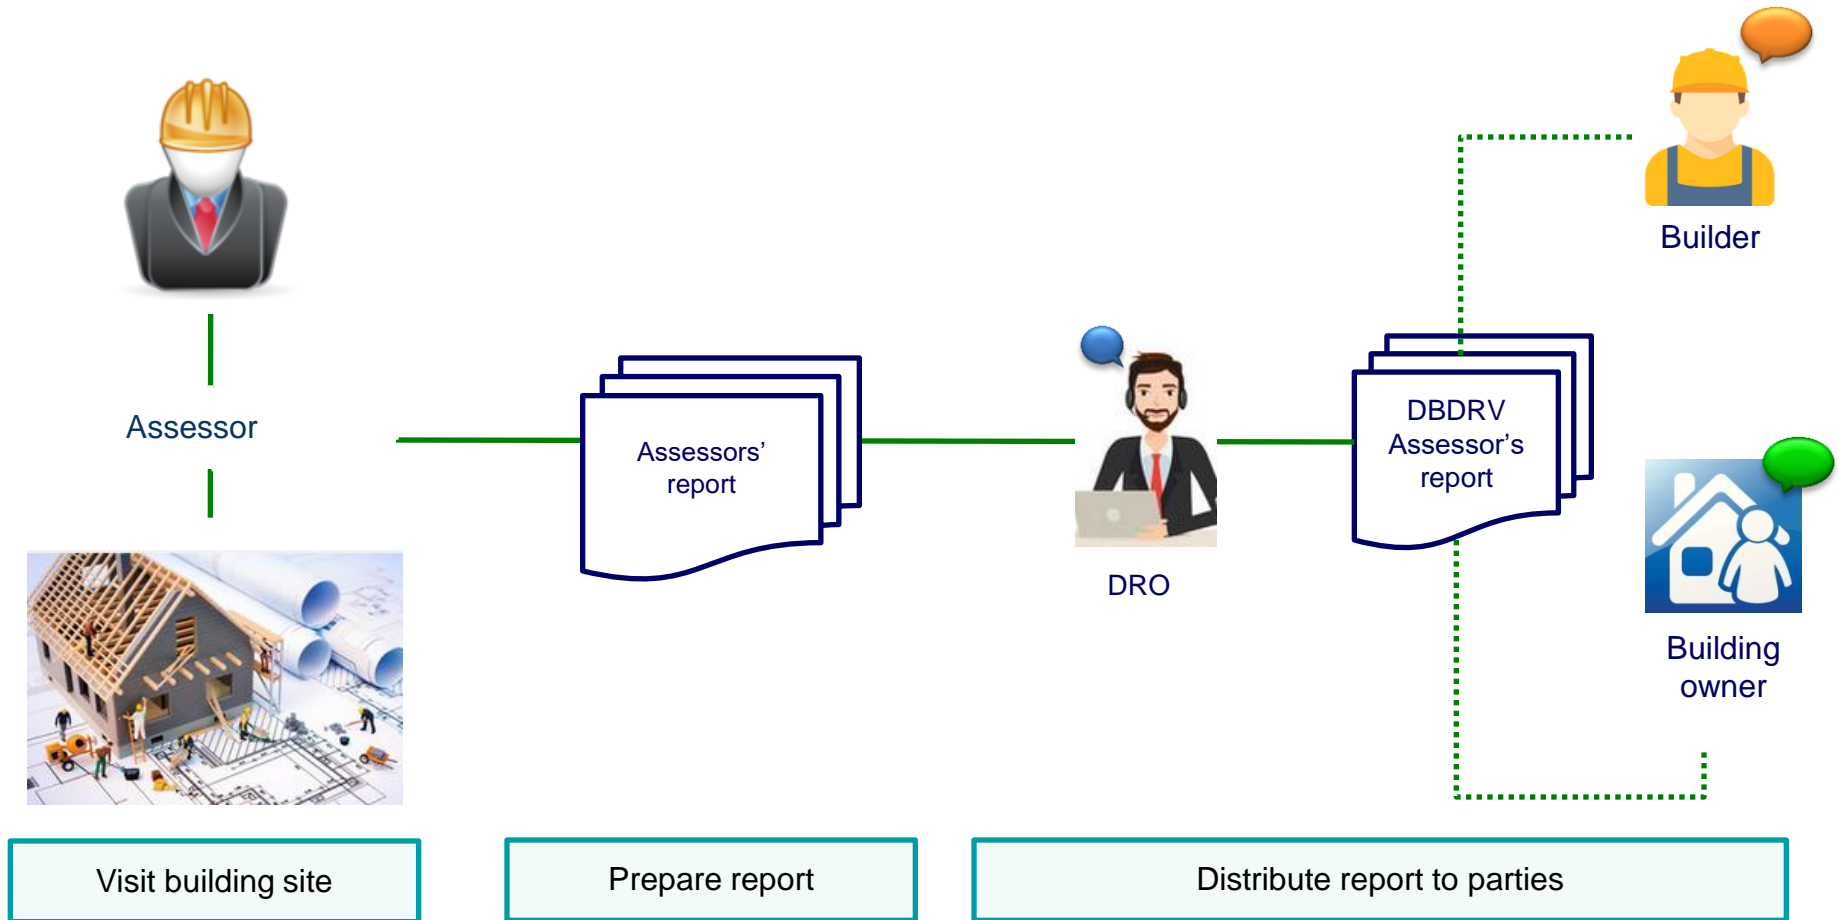 Builder
Assessor
Assessors’
report
DBDRV
Assessor’s
report
DRO
Building
owner
Visit building site
Prepare report
Distribute report to parties